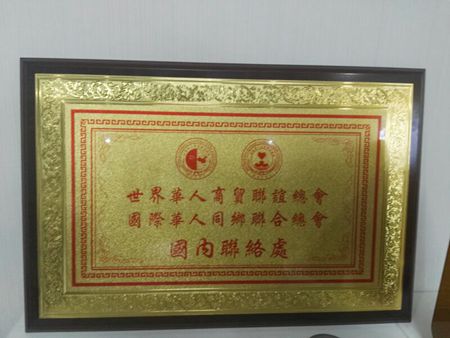 世界華人商貿聯誼總會
國際華人同鄉聯合總會
國內聯絡處